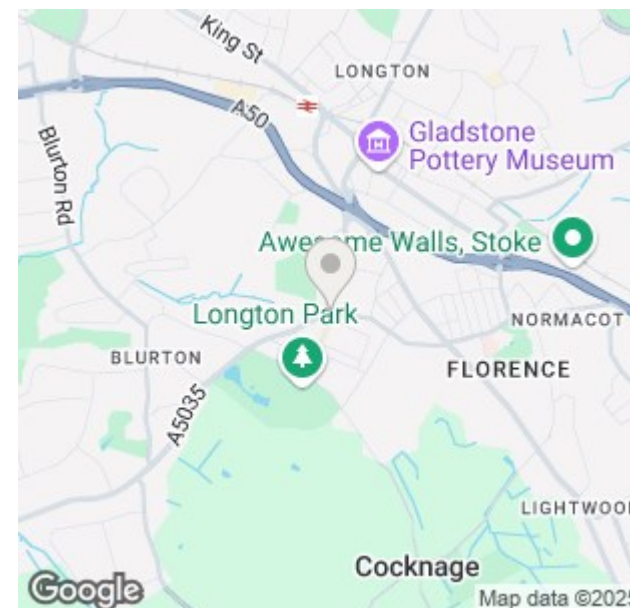 King St
LONGTON
A50
Gladstone
Pottery Museum
Blurton Rd
Awesome Walls, Stoke
Longton Park
NORMACOT
BLURTON
FLORENCE
A5035
LIGHTWOO
Cocknage
Google
Map data ©2025